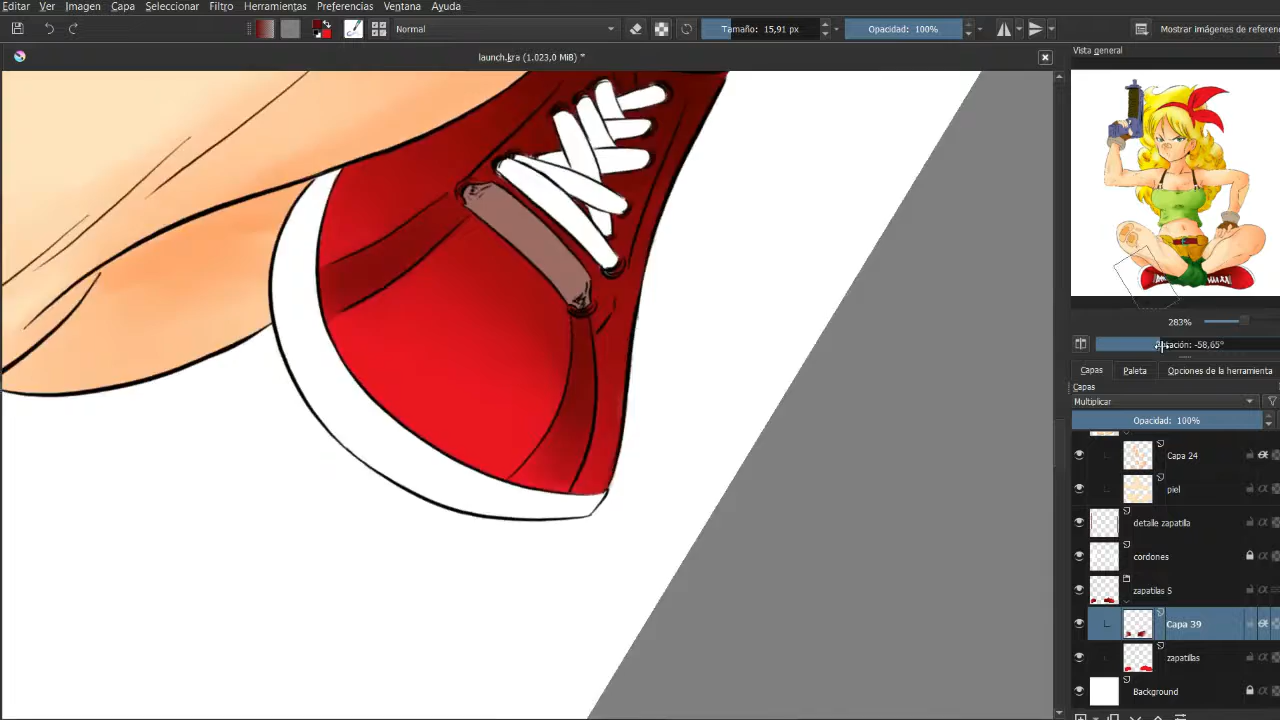 Editar Ver Imagen Capa Seleccionar Filtro Herramientas Preferencias Ventana Ayuda
Normal Tamaño: 15,91 px Opacidad: 100% Mostrar imágenes de referen
launch.kra (1.023,0 MiB) *
Vista general
283%
Rotación: -58,65°
Capas Paleta Opciones de la herramienta
Capas
Multiplicar
Opacidad: 100%
Capa 24
piel
detalle zapatilla
cordones
zapatilas S
Capa 39
zapatillas
Background